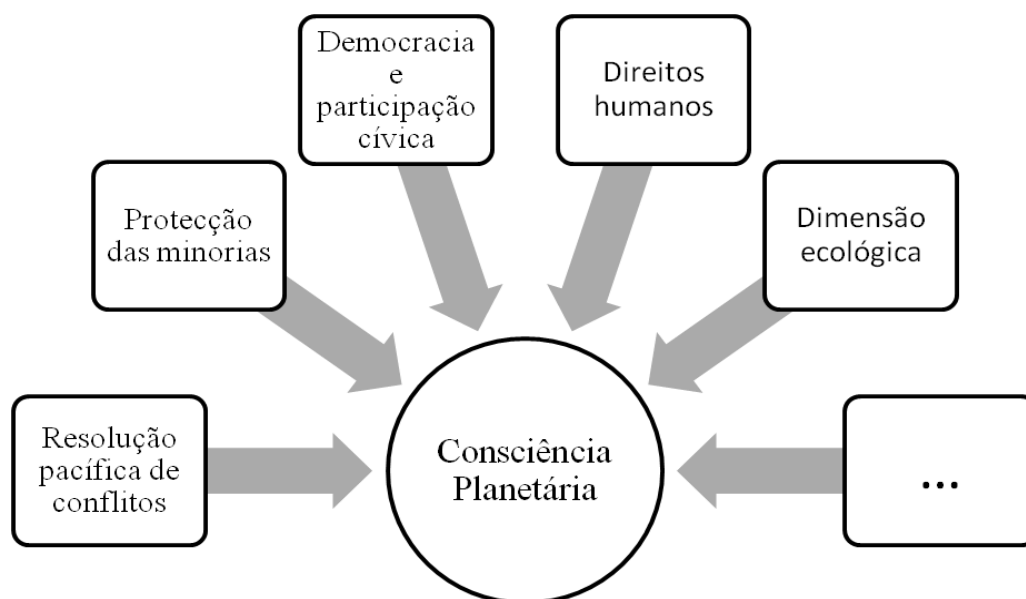 Democracia
e
participação
cívica
Direitos
humanos
Protecção
das minorias
Dimensão
ecológica
Resolução
pacífica de
conflitos
Consciência
Planetária
...